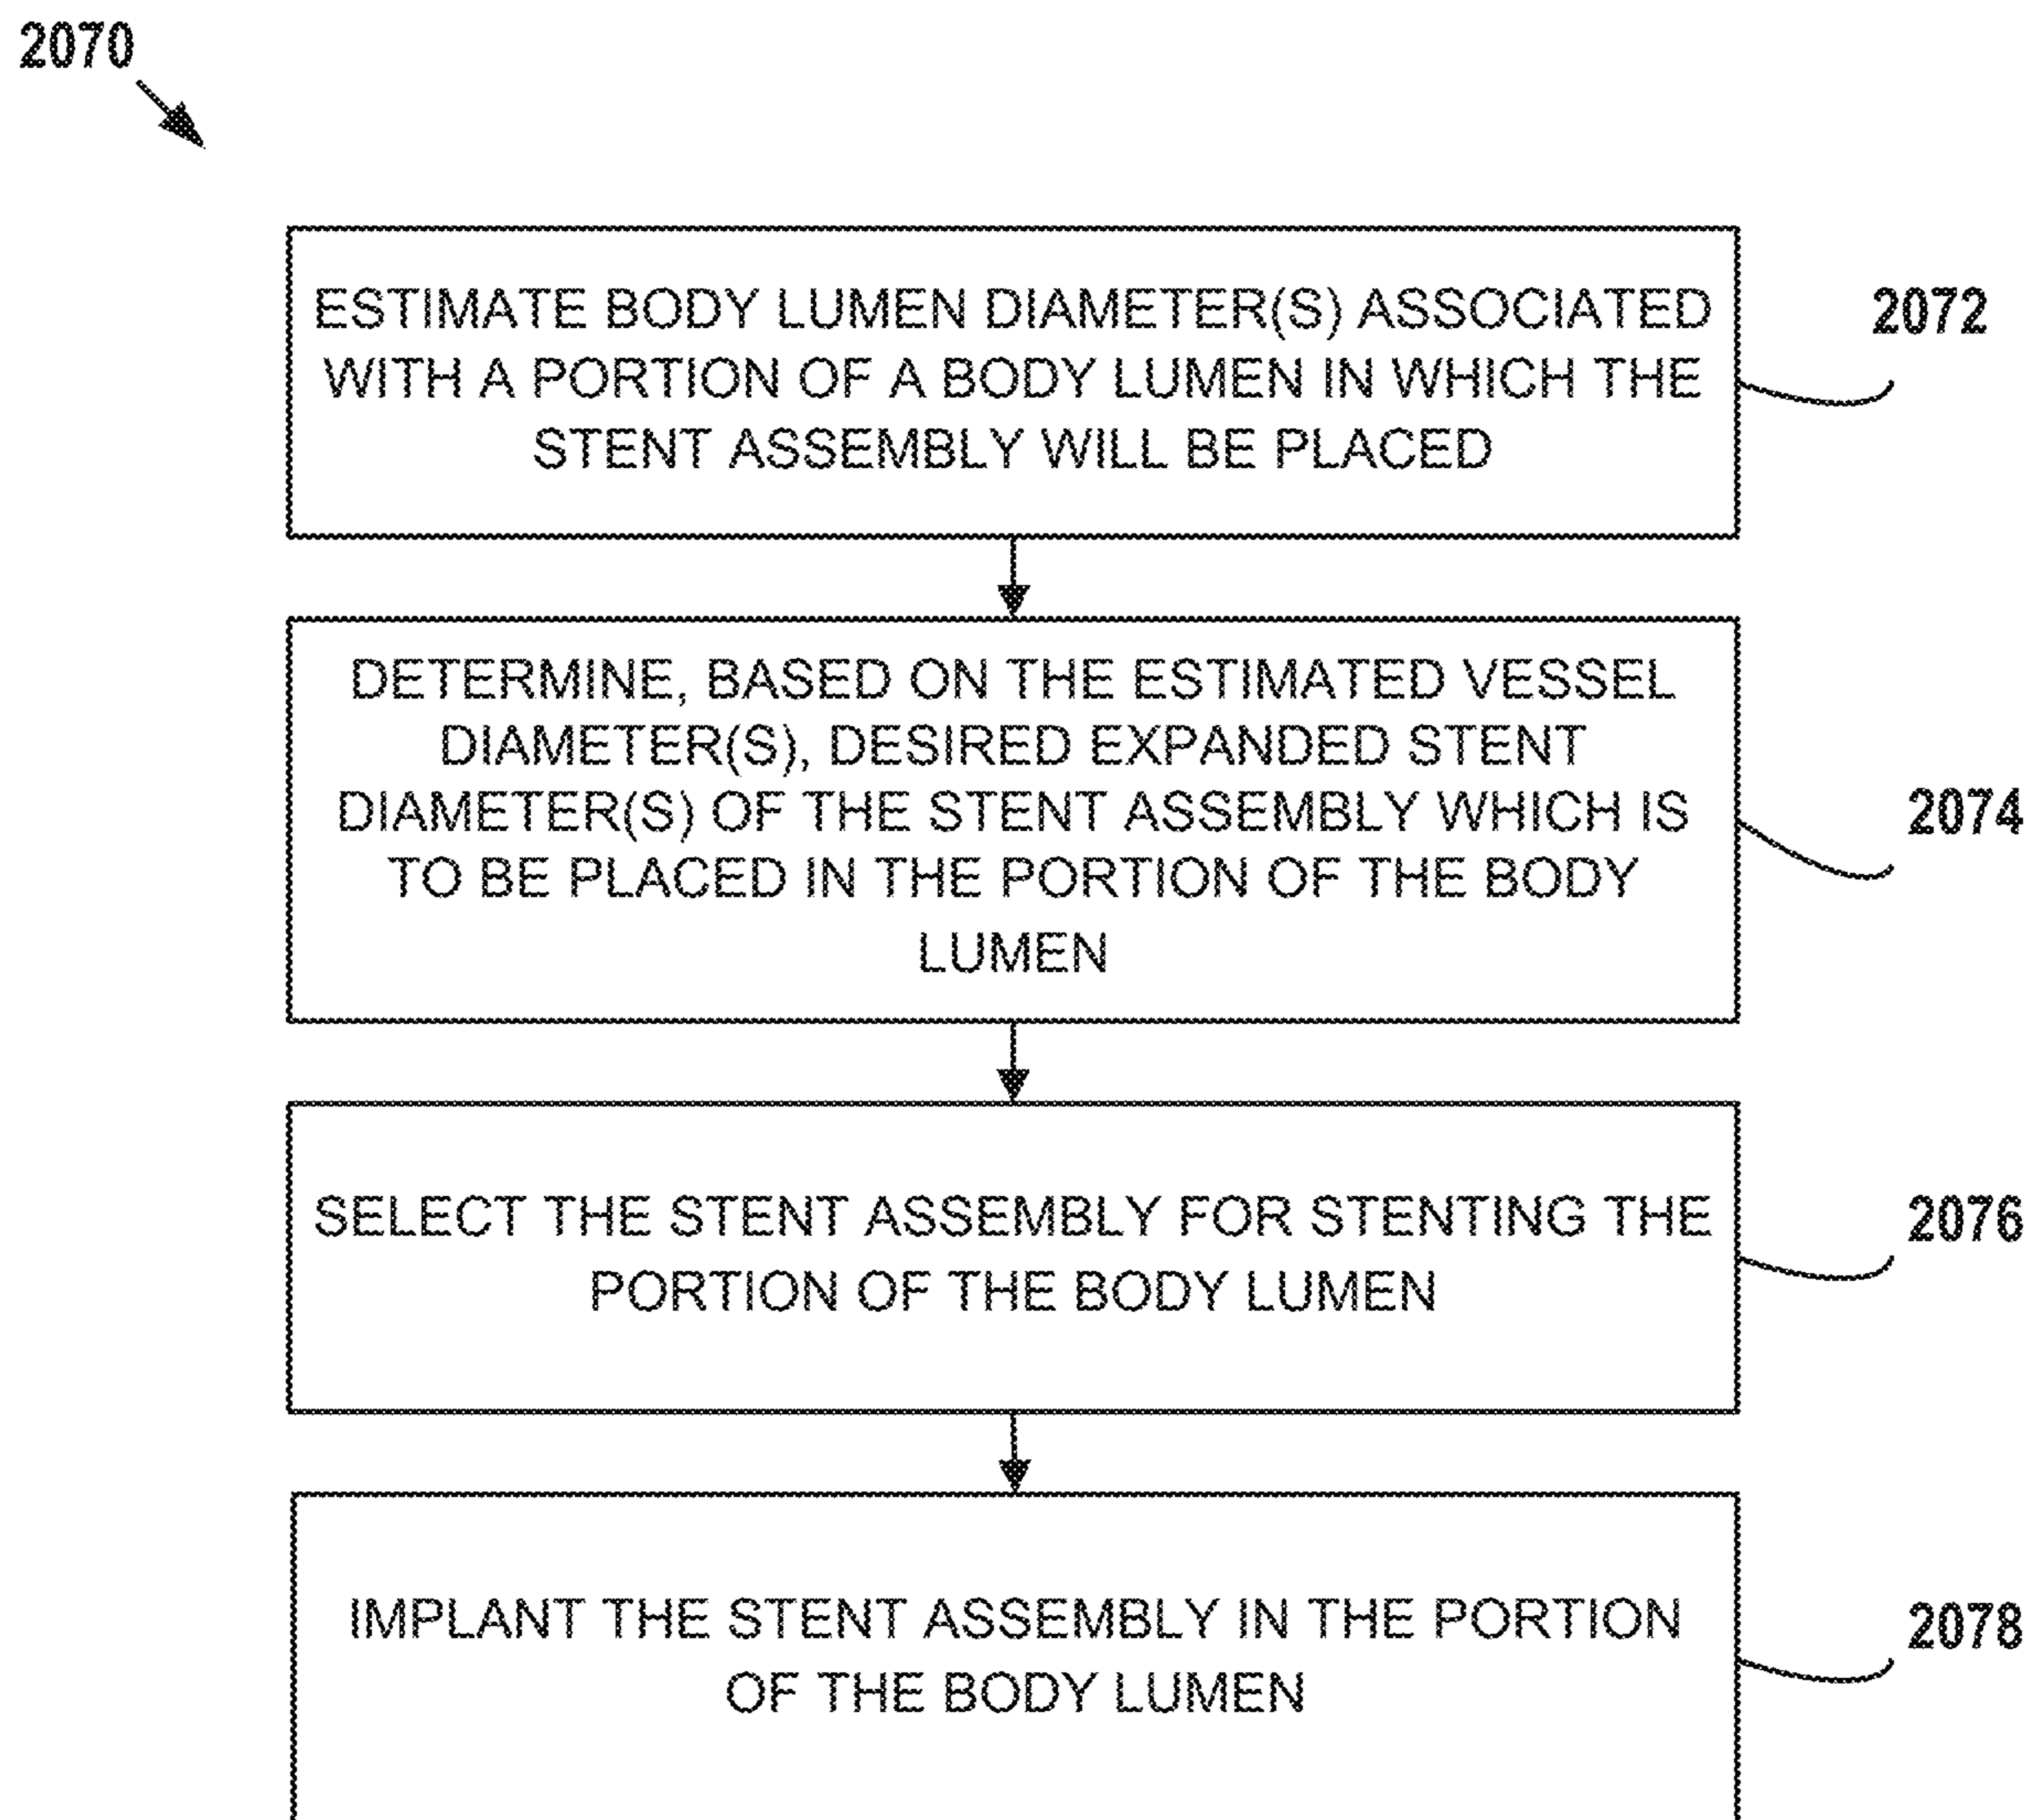 2070
ESTIMATE BODY LUMEN DIAMETER(S) ASSOCIATED
WITH A PORTION OF A BODY LUMEN IN WHICH THE
STENT ASSEMBLY WILL BE PLACED
2072
DETERMINE, BASED ON THE ESTIMATED VESSEL
DIAMETER(S), DESIRED EXPANDED STENT
DIAMETER(S) OF THE STENT ASSEMBLY WHICH IS
TO BE PLACED IN THE PORTION OF THE BODY
LUMEN
2074
SELECT THE STENT ASSEMBLY FOR STENTING THE
PORTION OF THE BODY LUMEN
2076
IMPLANT THE STENT ASSEMBLY IN THE PORTION
OF THE BODY LUMEN
2078